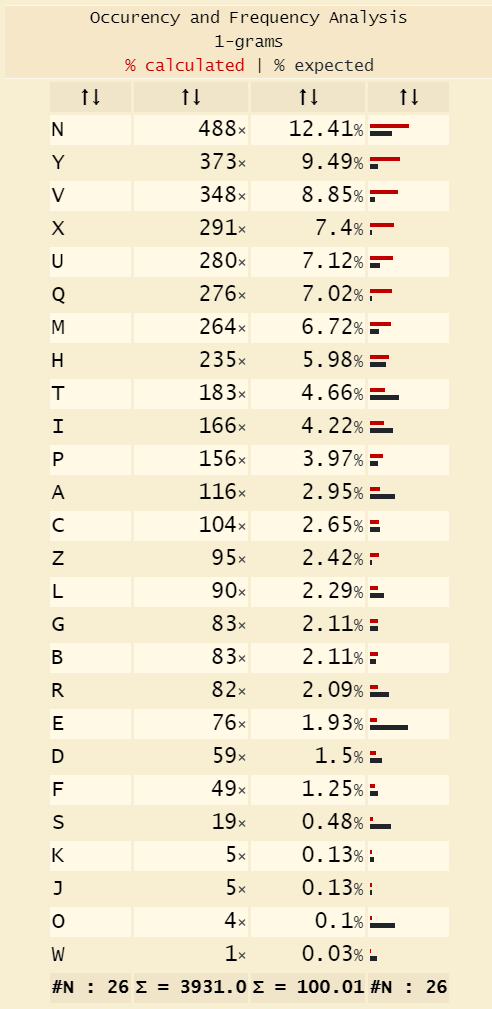 Occurency and Frequency Analysis
1-grams
% calculated | % expected
↑↓ ↑↓ ↑↓ ↑↓
N 488× 12.41%
Y 373× 9.49%
V 348× 8.85%
X 291× 7.4%
U 280× 7.12%
Q 276× 7.02%
M 264× 6.72%
H 235× 5.98%
T 183× 4.66%
I 166× 4.22%
P 156× 3.97%
A 116× 2.95%
C 104× 2.65%
Z 95× 2.42%
L 90× 2.29%
G 83× 2.11%
B 83× 2.11%
R 82× 2.09%
E 76× 1.93%
D 59× 1.5%
F 49× 1.25%
S 19× 0.48%
K 5× 0.13%
J 5× 0.13%
O 4× 0.1%
W 1× 0.03%
#N : 26 Σ = 3931.0 Σ = 100.01 #N : 26